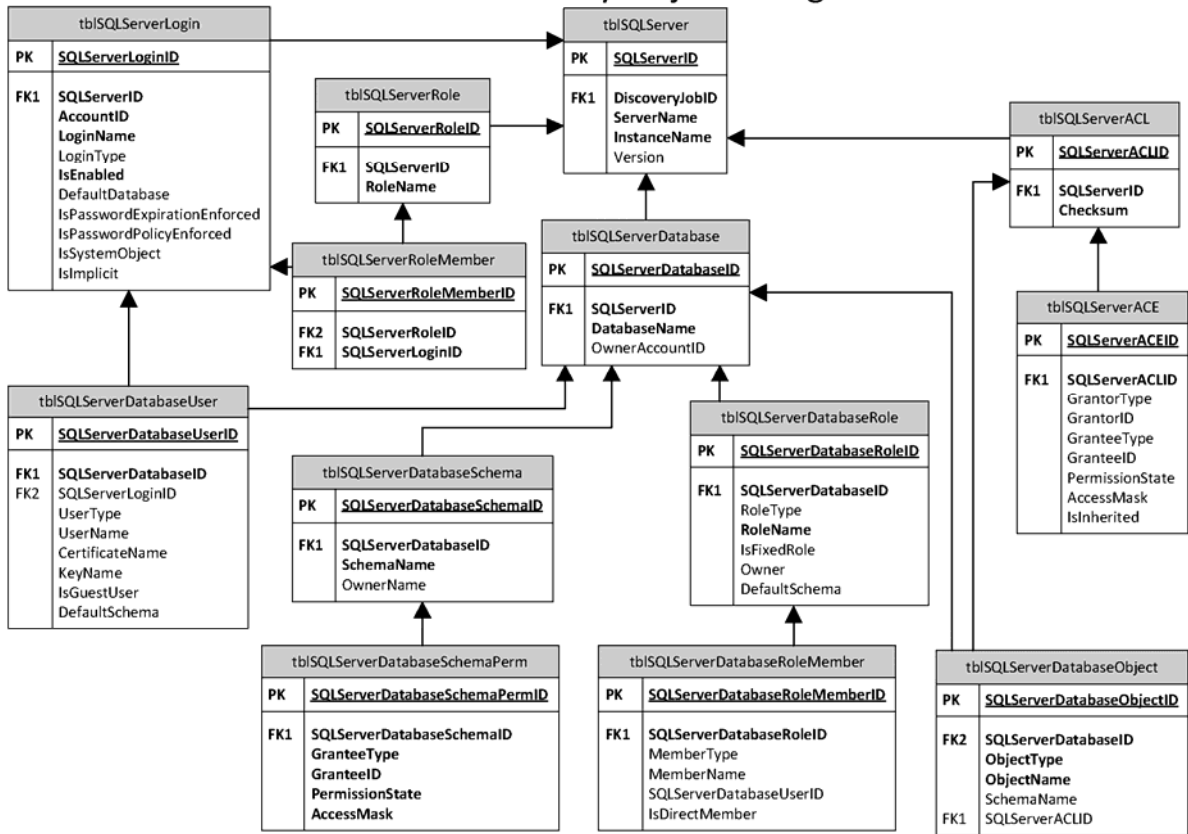 tblSQLServerLogin
PK SQLServerLoginID
FK1 SQLServerID
AccountID
LoginName
LoginType
IsEnabled
DefaultDatabase
IsPasswordExpirationEnforced
IsPasswordPolicyEnforced
IsSystemObject
IsImplicit
tblSQLServerRole
PK SQLServerRoleID
FK1 SQLServerID
RoleName
tblSQLServer
PK SQLServerID
FK1 DiscoveryJobID
ServerName
InstanceName
Version
tblSQLServerACL
PK SQLServerACLID
FK1 SQLServerID
Checksum
tblSQLServerRoleMember
PK SQLServerRoleMemberID
FK2 SQLServerRoleID
FK1 SQLServerLoginID
tblSQLServerDatabase
PK SQLServerDatabaseID
FK1 SQLServerID
DatabaseName
OwnerAccountID
tblSQLServerACE
PK SQLServerACEID
FK1 SQLServerACLID
GrantorType
GrantorID
GranteeType
GranteeID
PermissionState
AccessMask
IsInherited
tblSQLServerDatabaseUser
PK SQLServerDatabaseUserID
FK1 SQLServerDatabaseID
FK2 SQLServerLoginID
UserType
UserName
CertificateName
KeyName
IsGuestUser
DefaultSchema
tblSQLServerDatabaseSchema
PK SQLServerDatabaseSchemaID
FK1 SQLServerDatabaseID
SchemaName
OwnerName
tblSQLServerDatabaseRole
PK SQLServerDatabaseRoleID
FK1 SQLServerDatabaseID
RoleType
RoleName
IsFixedRole
Owner
DefaultSchema
tblSQLServerDatabaseSchemaPerm
PK SQLServerDatabaseSchemaPermID
FK1 SQLServerDatabaseSchemaID
GranteeType
GranteeID
PermissionState
AccessMask
tblSQLServerDatabaseRoleMember
PK SQLServerDatabaseRoleMemberID
FK1 SQLServerDatabaseRoleID
MemberType
MemberName
SQLServerDatabaseUserID
IsDirectMember
tblSQLServerDatabaseObject
PK SQLServerDatabaseObjectID
FK2 SQLServerDatabaseID
ObjectType
ObjectName
SchemaName
FK1 SQLServerACLID